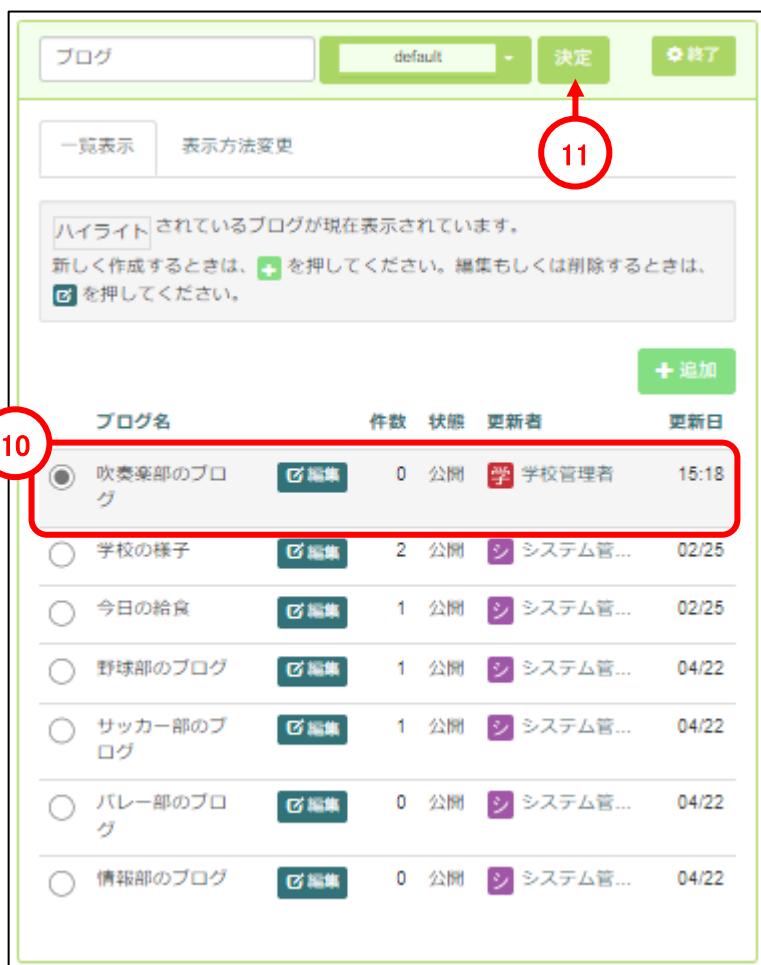 ブログ default 決定 終了
11
一覧表示 表示方法変更
ハイライト されているブログが現在表示されています。
新しく作成するときは、 を押してください。編集もしくは削除するときは、
を押してください。
追加
ブログ名 件数 状態 更新者 更新日
10
吹奏楽部のブロ 編集 0 公開 学 学校管理者 15:18
グ
学校の様子 編集 2 公開 シ システム管... 02/25
今日の給食 編集 1 公開 シ システム管... 02/25
野球部のブログ 編集 1 公開 シ システム管... 04/22
サッカー部のブ 編集 1 公開 シ システム管... 04/22
ログ
バレー部のブロ 編集 0 公開 シ システム管... 04/22
グ
情報部のブログ 編集 0 公開 シ システム管... 04/22